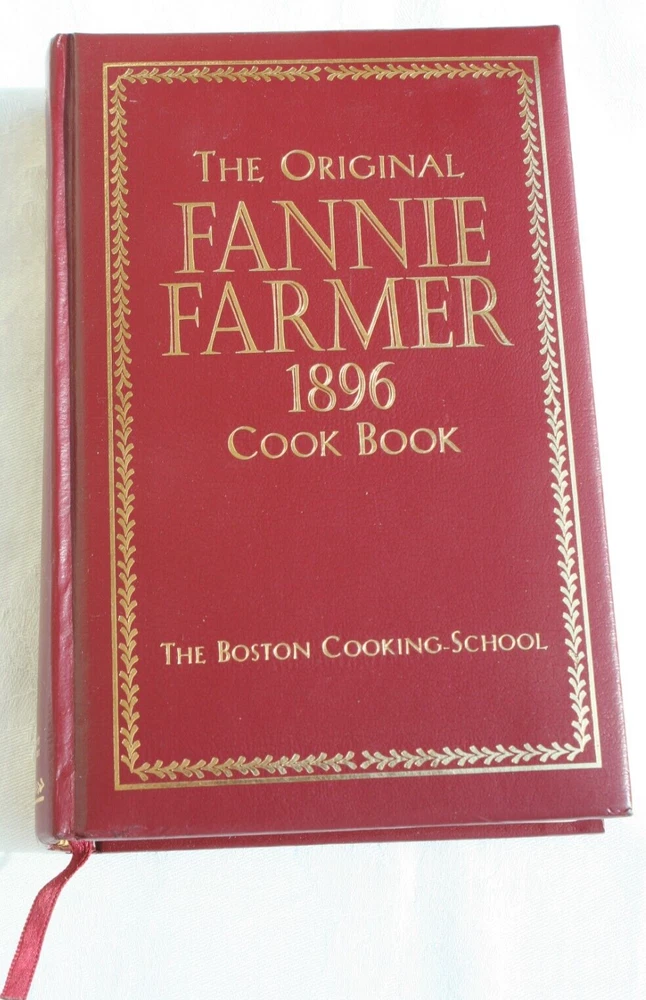 The Original
FANNIE
FARMER
1896
Cook Book
The Boston Cooking-School